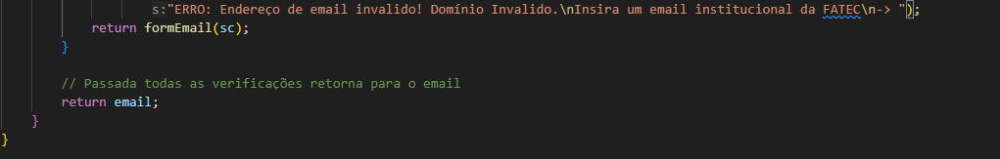 s:"ERRO: Endereço de email invalido! Domínio Invalido.\nInsira um email institucional da FATEC\n-> ");
return formEmail(sc);
}
// Passada todas as verificações retorna para o email
return email;
}
}